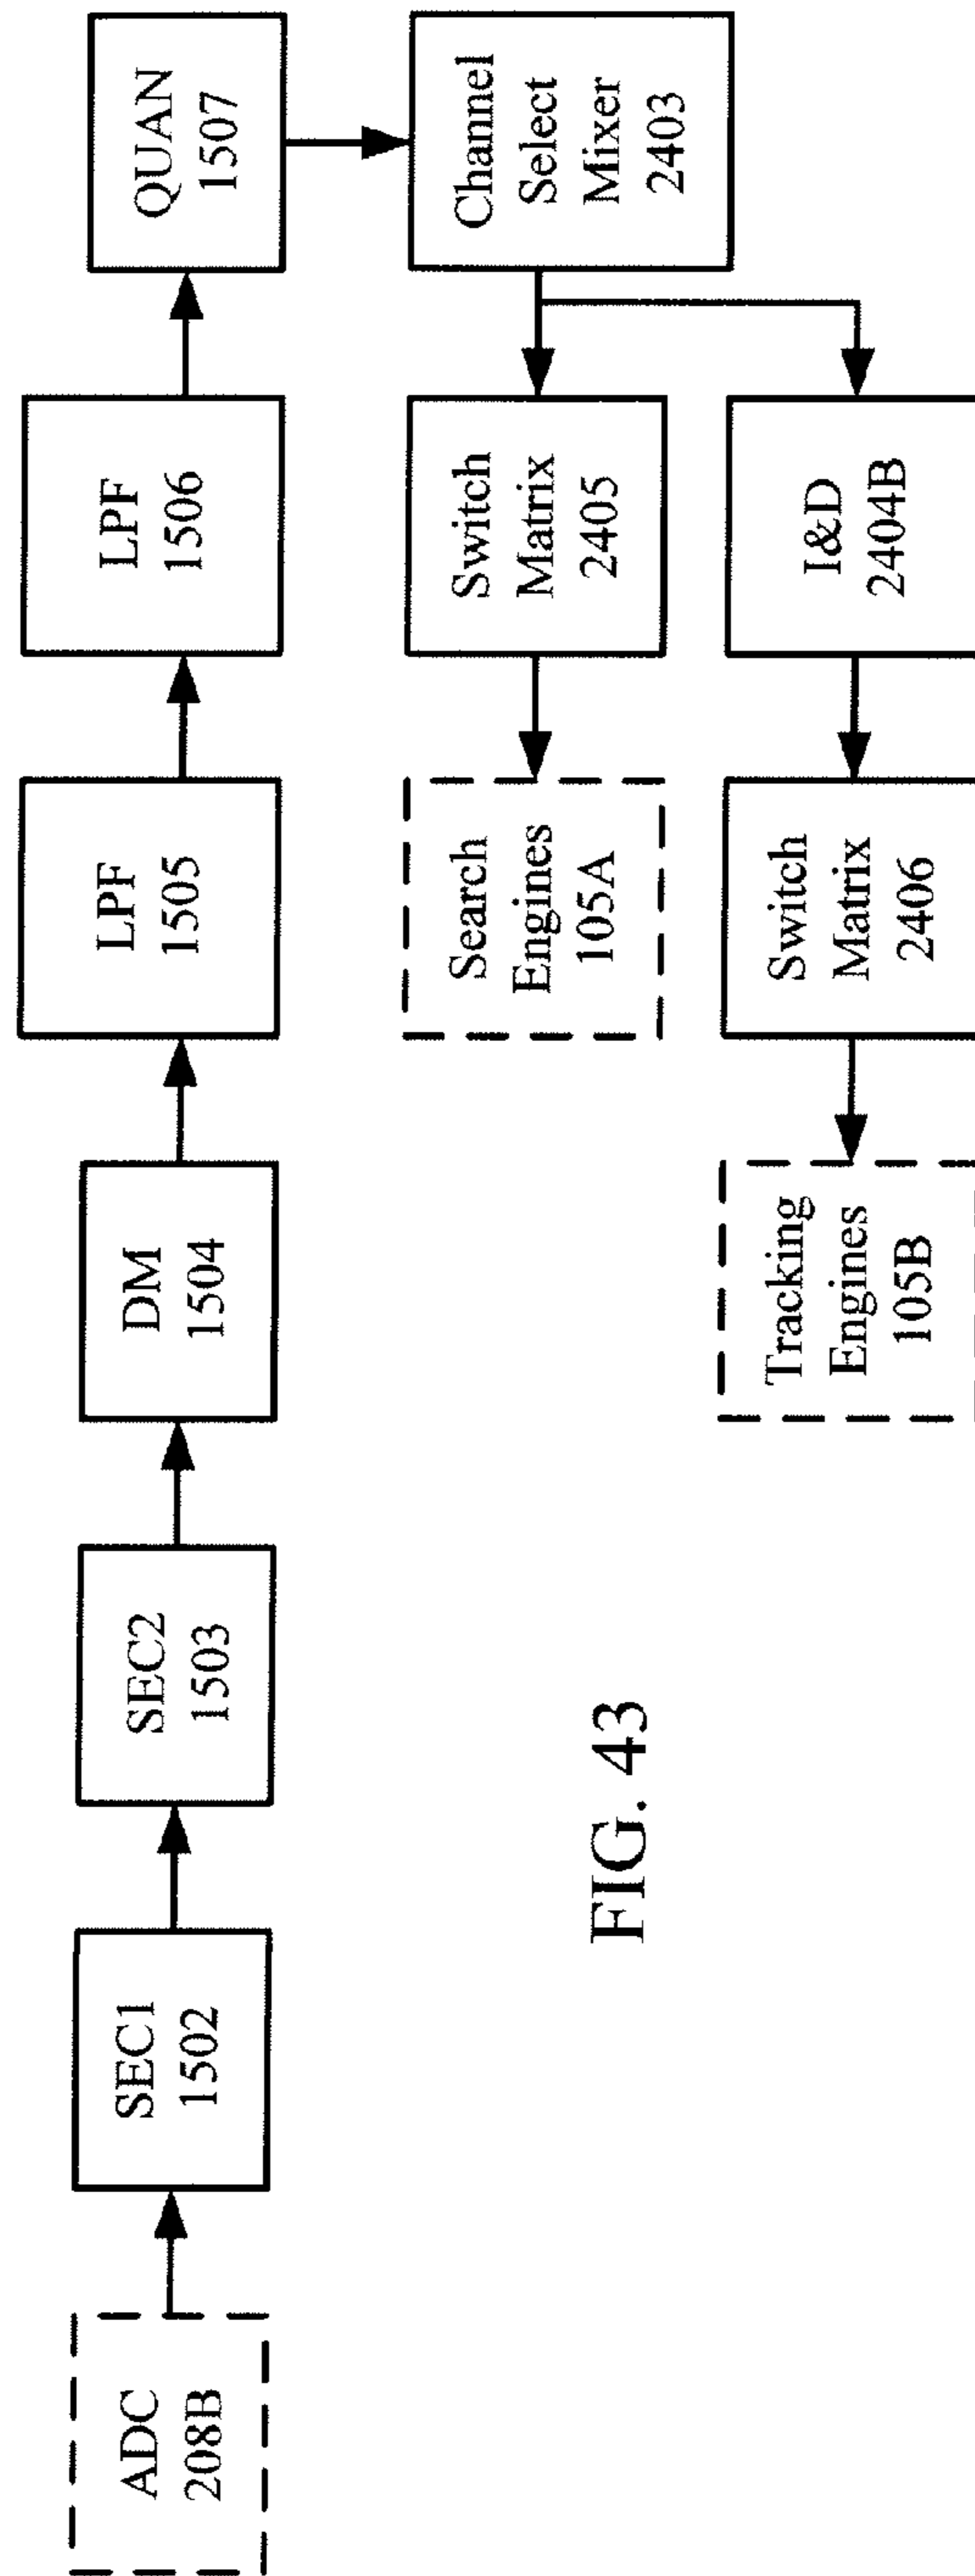 ADC
208B
SEC1
1502
SEC2
1503
DM
1504
LPF
1505
LPF
1506
QUAN
1507
Channel
Select
Mixer
2403
Switch
Matrix
2405
Search
Engines
105A
I&D
2404B
Switch
Matrix
2406
Tracking
Engines
105B
FIG. 43